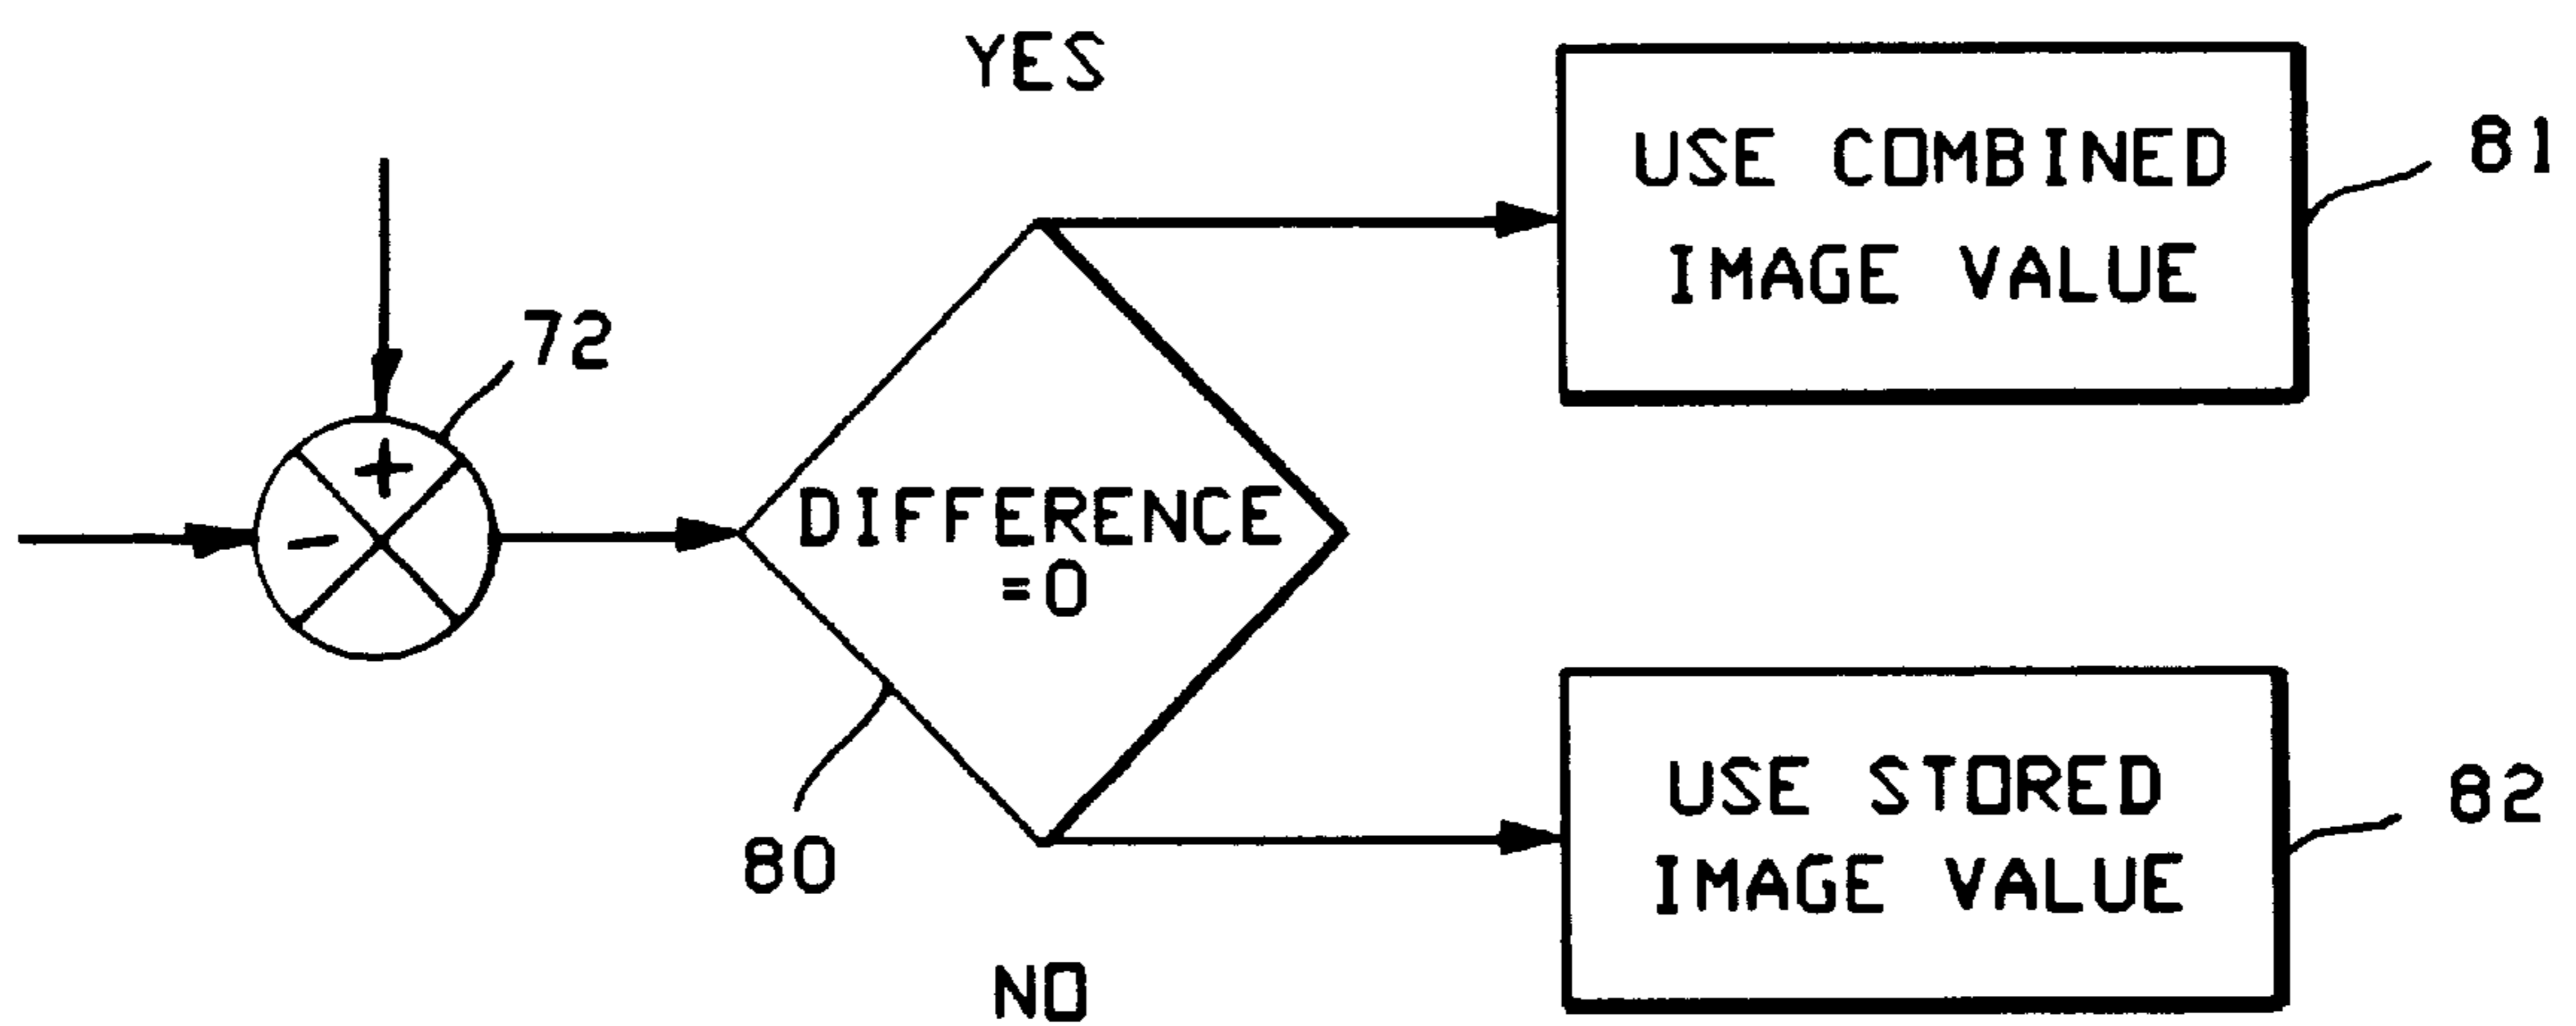 YES
USE COMBINED
IMAGE VALUE
81
72
+
-
DIFFERENCE
=0
USE STORED
IMAGE VALUE
82
80
NO